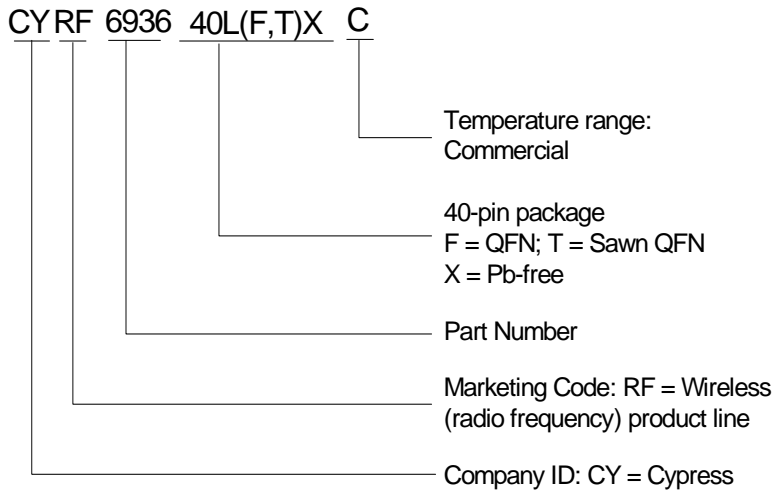 CY RF 6936 40L(F,T)X C
Temperature range:
Commercial
40-pin package
F = QFN; T = Sawn QFN
X = Pb-free
Part Number
Marketing Code: RF = Wireless
(radio frequency) product line
Company ID: CY = Cypress